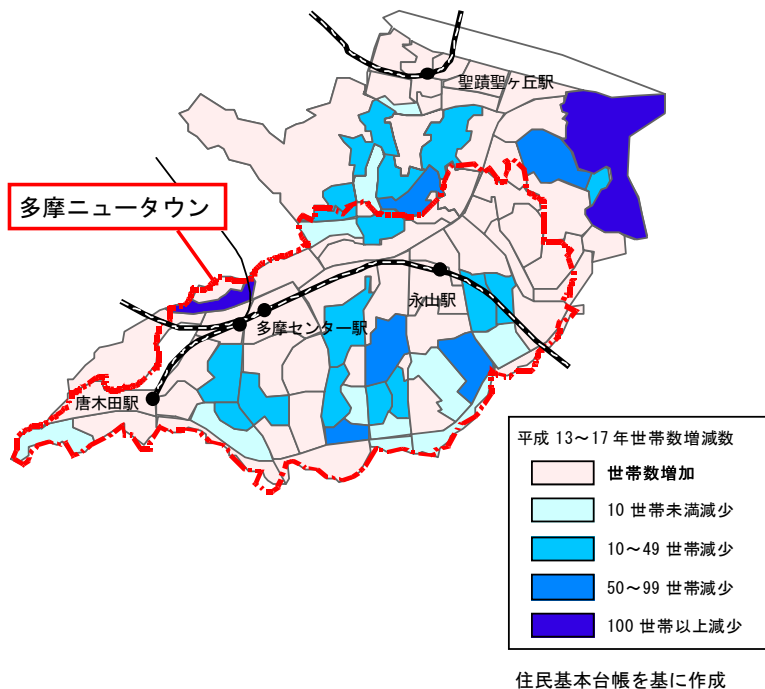 聖蹟聖ヶ丘駅
多摩ニュータウン
永山駅
多摩センター駅
唐木田駅
平成 13～17 年世帯数増減数
世帯数増加
10 世帯未満減少
10～49 世帯減少
50～99 世帯減少
100 世帯以上減少
住民基本台帳を基に作成